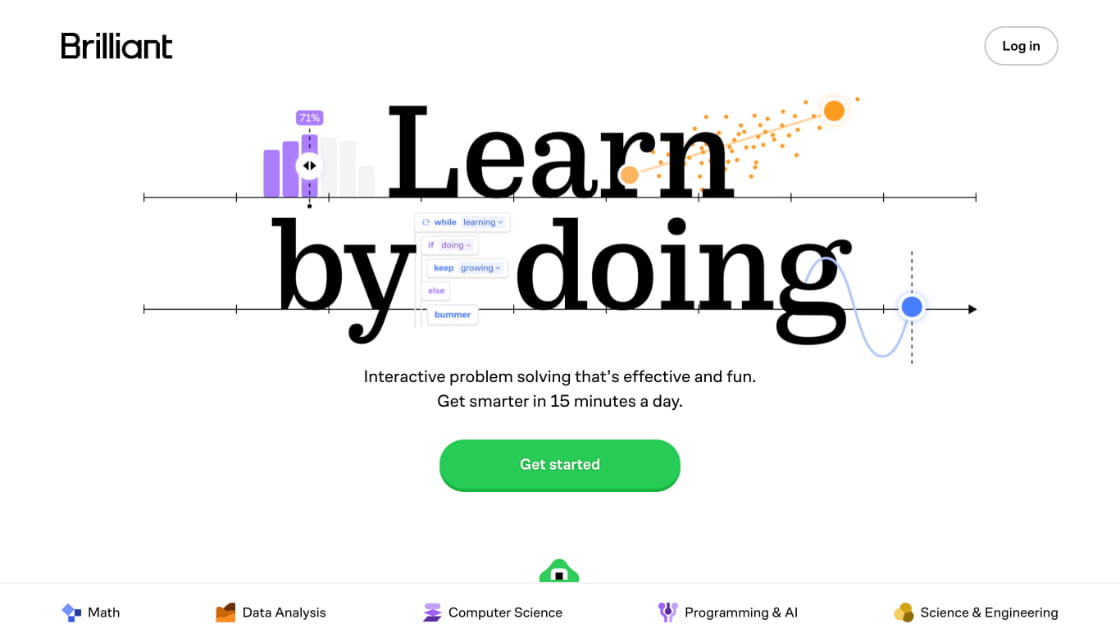 Brilliant
Log in
71%
Learn
by doing
while learning
if doing
keep growing
else
bummer
Interactive problem solving that's effective and fun.
Get smarter in 15 minutes a day.
Get started
Math
Data Analysis
Computer Science
Programming & AI
Science & Engineering